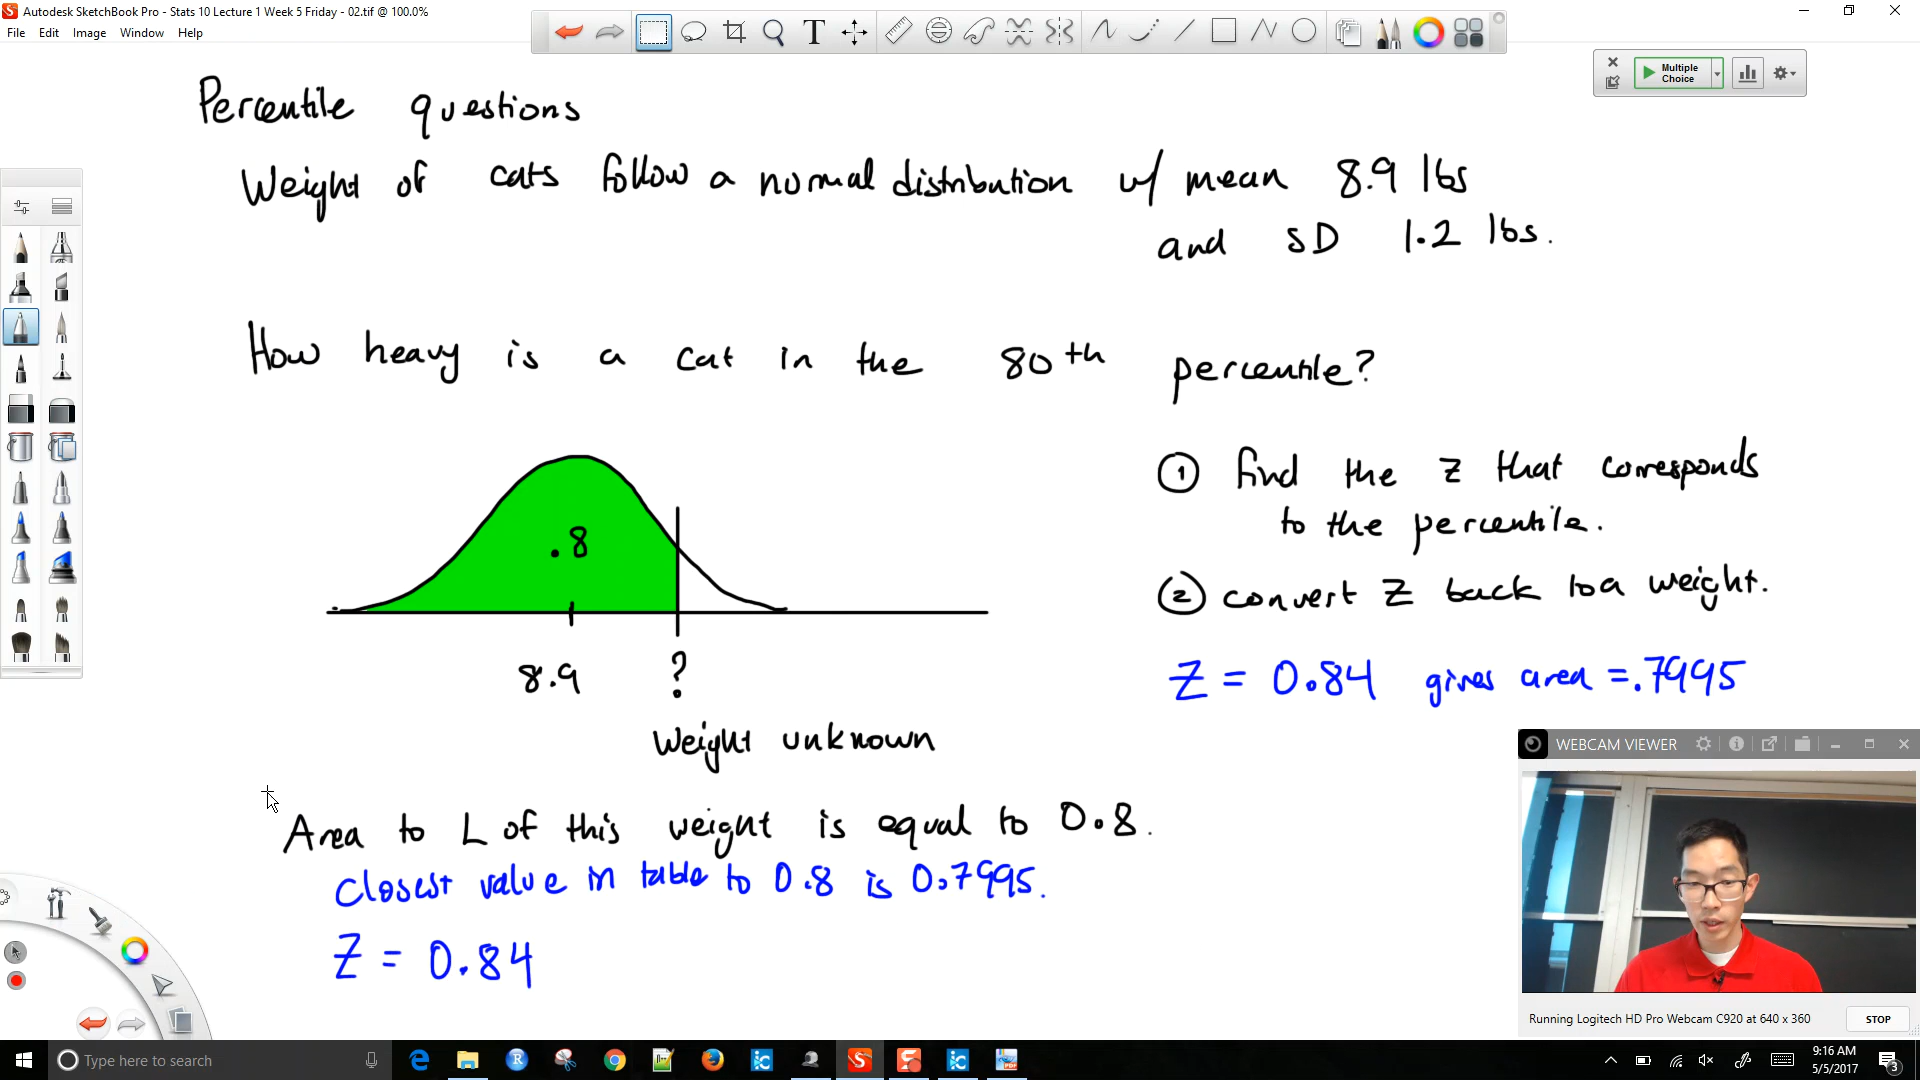 Autodesk SketchBook Pro - Stats 10 Lecture 1 Week 5 Friday - 02.tif @ 100.0%
File Edit Image Window Help
T
Multiple Choice
Percentile questions
Weight of cats follow a normal distribution w/ mean 8.9 lbs
and SD 1.2 lbs.
How heavy is a cat in the 80th percentile?
.8
8.9 ?
Weight unknown
① find the z that corresponds
to the percentile.
② convert Z back to a weight.
Z = 0.84 gives area = .7995
Area to L of this weight is equal to 0.8.
closest value in table to 0.8 is 0.7995.
Z = 0.84
WEBCAM VIEWER
Running Logitech HD Pro Webcam C920 at 640 x 360
STOP
Type here to search
9:16 AM
5/5/2017
3